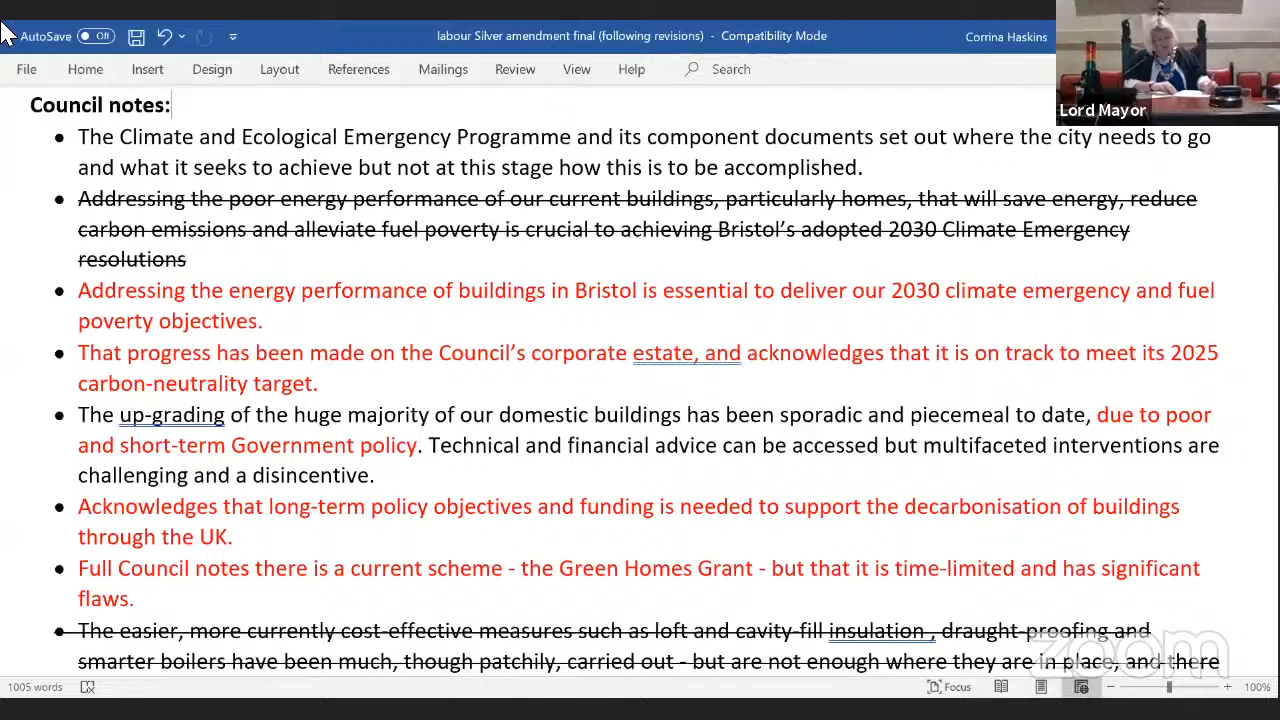 AutoSave Off labour Silver amendment final (following revisions) - Compatibility Mode Corrina Haskins
File Home Insert Design Layout References Mailings Review View Help Search
Lord Mayor
Council notes:
• The Climate and Ecological Emergency Programme and its component documents set out where the city needs to go
and what it seeks to achieve but not at this stage how this is to be accomplished.
• Addressing the poor energy performance of our current buildings, particularly homes, that will save energy, reduce
carbon emissions and alleviate fuel poverty is crucial to achieving Bristol's adopted 2030 Climate Emergency
resolutions
• Addressing the energy performance of buildings in Bristol is essential to deliver our 2030 climate emergency and fuel
poverty objectives.
• That progress has been made on the Council's corporate estate, and acknowledges that it is on track to meet its 2025
carbon-neutrality target.
• The up-grading of the huge majority of our domestic buildings has been sporadic and piecemeal to date, due to poor
and short-term Government policy. Technical and financial advice can be accessed but multifaceted interventions are
challenging and a disincentive.
• Acknowledges that long-term policy objectives and funding is needed to support the decarbonisation of buildings
through the UK.
• Full Council notes there is a current scheme - the Green Homes Grant - but that it is time-limited and has significant
flaws.
• The easier, more currently cost-effective measures such as loft and cavity-fill insulation , draught-proofing and
smarter boilers have been much, though patchily, carried out - but are not enough where they are in place, and there
zoom
1005 words Focus 100%